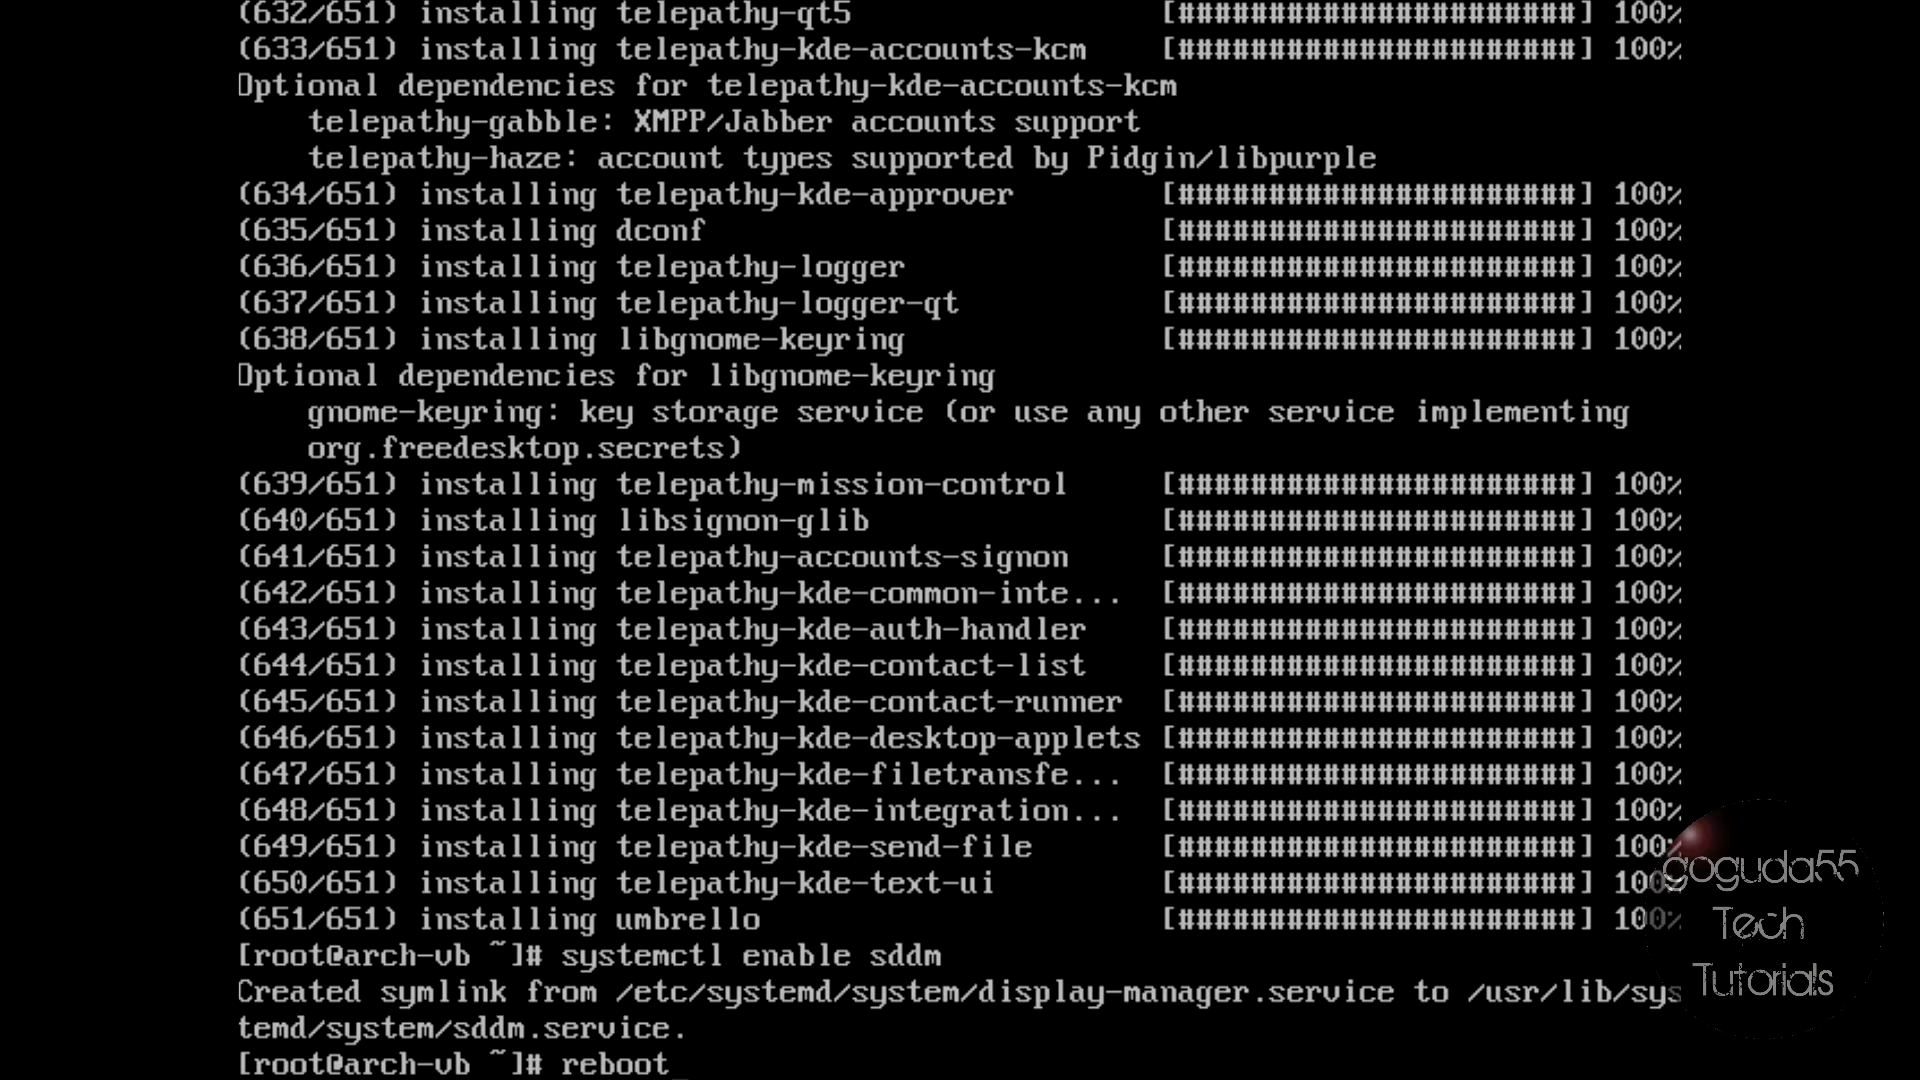 (632/651) installing telepathy-qt5 [######################] 100%
(633/651) installing telepathy-kde-accounts-kcm [######################] 100%
Optional dependencies for telepathy-kde-accounts-kcm
    telepathy-gabble: XMPP/Jabber accounts support
    telepathy-haze: account types supported by Pidgin/libpurple
(634/651) installing telepathy-kde-approver [######################] 100%
(635/651) installing dconf [######################] 100%
(636/651) installing telepathy-logger [######################] 100%
(637/651) installing telepathy-logger-qt [######################] 100%
(638/651) installing libgnome-keyring [######################] 100%
Optional dependencies for libgnome-keyring
    gnome-keyring: key storage service (or use any other service implementing
    org.freedesktop.secrets)
(639/651) installing telepathy-mission-control [######################] 100%
(640/651) installing libsignon-glib [######################] 100%
(641/651) installing telepathy-accounts-signon [######################] 100%
(642/651) installing telepathy-kde-common-inte... [######################] 100%
(643/651) installing telepathy-kde-auth-handler [######################] 100%
(644/651) installing telepathy-kde-contact-list [######################] 100%
(645/651) installing telepathy-kde-contact-runner [######################] 100%
(646/651) installing telepathy-kde-desktop-applets [######################] 100%
(647/651) installing telepathy-kde-filetransfe... [######################] 100%
(648/651) installing telepathy-kde-integration... [######################] 100%
(649/651) installing telepathy-kde-send-file [######################] 100%
(650/651) installing telepathy-kde-text-ui [######################] 100%
(651/651) installing umbrello [######################] 100%
[root@arch-vb ~]# systemctl enable sddm
Created symlink from /etc/systemd/system/display-manager.service to /usr/lib/sys
temd/system/sddm.service.
[root@arch-vb ~]# reboot_
goguda55
Tech
Tutorials